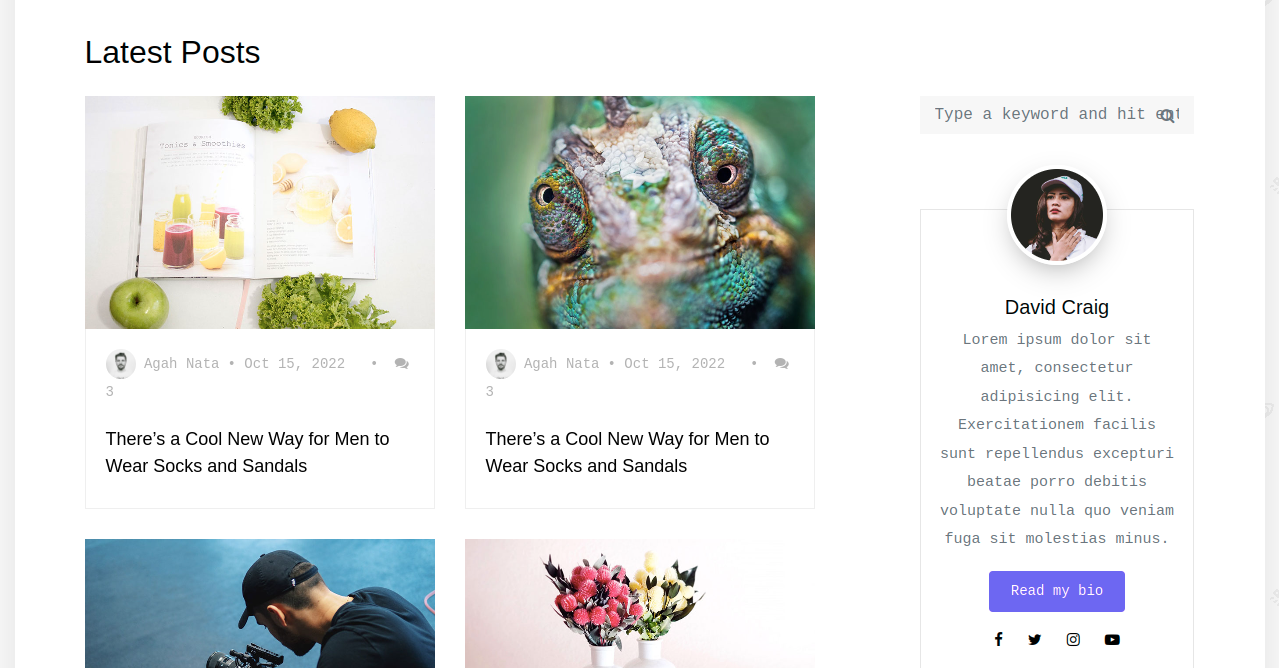 Latest Posts
Tonics & Smoothies
Type a keyword and hit
Agah Nata • Oct 15, 2022 •
3
There's a Cool New Way for Men to
Wear Socks and Sandals
Agah Nata • Oct 15, 2022 •
3
There's a Cool New Way for Men to
Wear Socks and Sandals
David Craig
Lorem ipsum dolor sit
amet, consectetur
adipisicing elit.
Exercitationem facilis
sunt repellendus excepturi
beatae porro debitis
voluptate nulla quo veniam
fuga sit molestias minus.
Read my bio